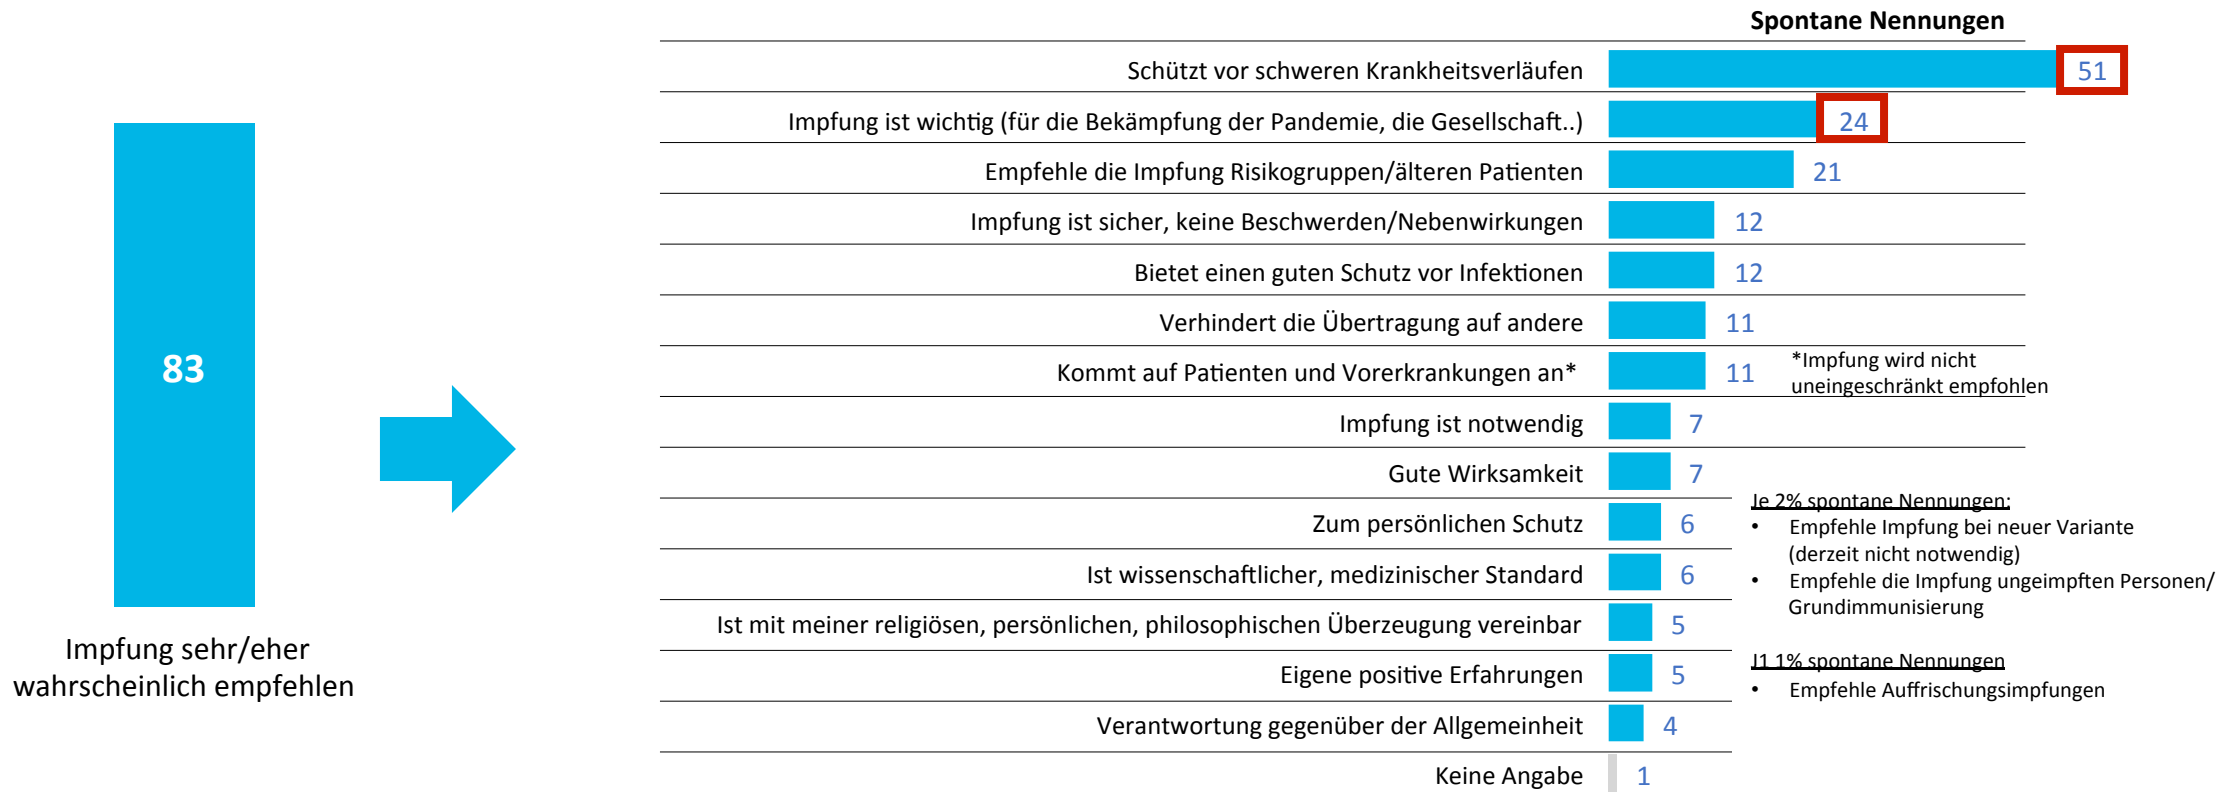 Spontane Nennungen
Schützt vor schweren Krankheitsverläufen 51
Impfung ist wichtig (für die Bekämpfung der Pandemie, die Gesellschaft..) 24
Empfehle die Impfung Risikogruppen/älteren Patienten 21
Impfung ist sicher, keine Beschwerden/Nebenwirkungen 12
Bietet einen guten Schutz vor Infektionen 12
Verhindert die Übertragung auf andere 11
Kommt auf Patienten und Vorerkrankungen an* 11
*Impfung wird nicht
uneingeschränkt empfohlen
Impfung ist notwendig 7
Gute Wirksamkeit 7
Zum persönlichen Schutz 6
Ist wissenschaftlicher, medizinischer Standard 6
Ist mit meiner religiösen, persönlichen, philosophischen Überzeugung vereinbar 5
Eigene positive Erfahrungen 5
Verantwortung gegenüber der Allgemeinheit 4
Keine Angabe 1
83
Impfung sehr/eher
wahrscheinlich empfehlen
Je 2% spontane Nennungen:
• Empfehle Impfung bei neuer Variante
(derzeit nicht notwendig)
• Empfehle die Impfung ungeimpften Personen/
Grundimmunisierung
J1 1% spontane Nennungen
• Empfehle Auffrischungsimpfungen